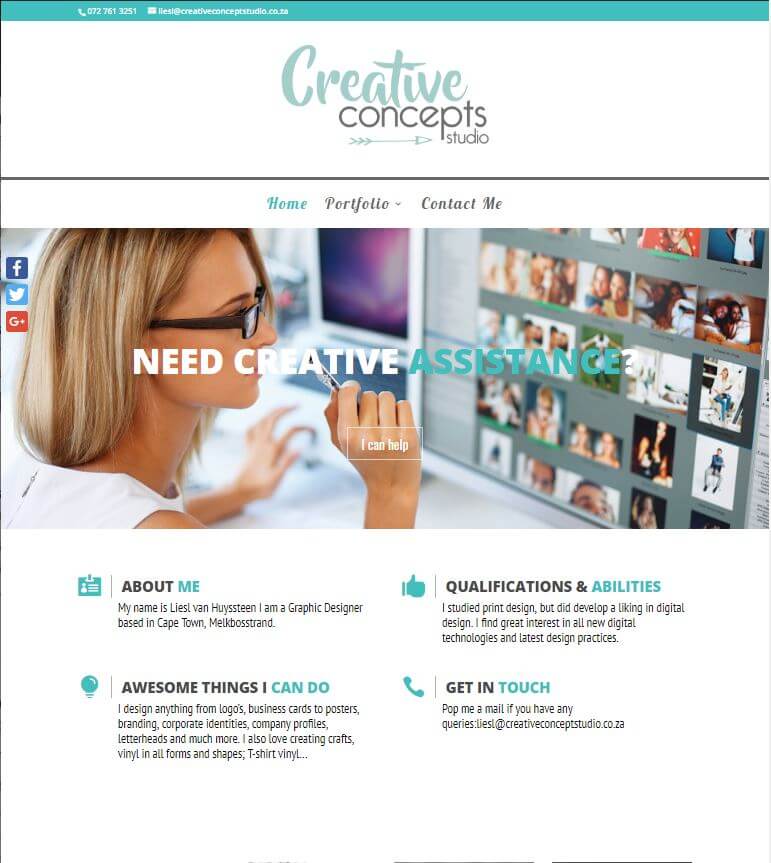 072 761 3251 liesl@creativeconceptstudio.co.za
Creative
concepts
studio
Home Portfolio Contact Me
NEED CREATIVE ASSISTANCE?
I can help
ABOUT ME
My name is Liesl van Huyssteen I am a Graphic Designer
based in Cape Town, Melkbosstrand.
QUALIFICATIONS & ABILITIES
I studied print design, but did develop a liking in digital
design. I find great interest in all new digital
technologies and latest design practices.
AWESOME THINGS I CAN DO
I design anything from logo's, business cards to posters,
branding, corporate identities, company profiles,
letterheads and much more. I also love creating crafts,
vinyl in all forms and shapes; T-shirt vinyl...
GET IN TOUCH
Pop me a mail if you have any
queries:liesl@creativeconceptstudio.co.za